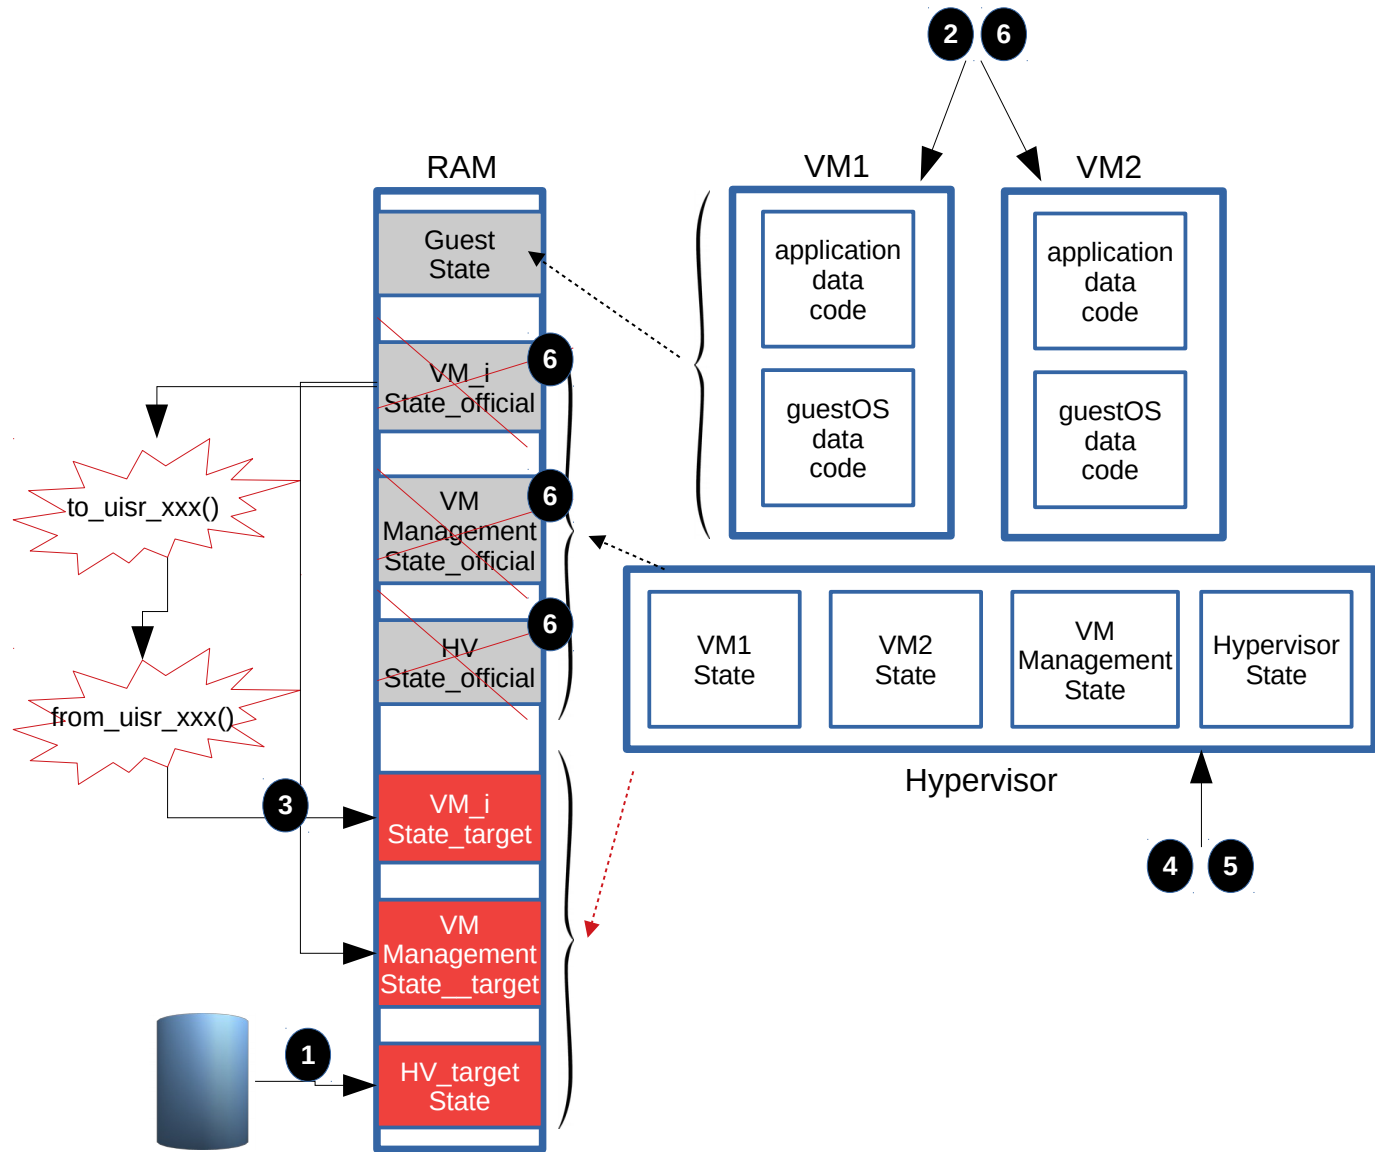 2 6
RAM
VM1
VM2
Guest
State
application
data
code
application
data
code
6
VM_i
State_official
guestOS
data
code
guestOS
data
code
to_uisr_xxx()
6
VM
Management
State_official
6
HV
State_official
VM1
State
VM2
State
VM
Management
State
Hypervisor
State
from_uisr_xxx()
Hypervisor
3
VM_i
State_target
4 5
VM
Management
State__target
1
HV_target
State